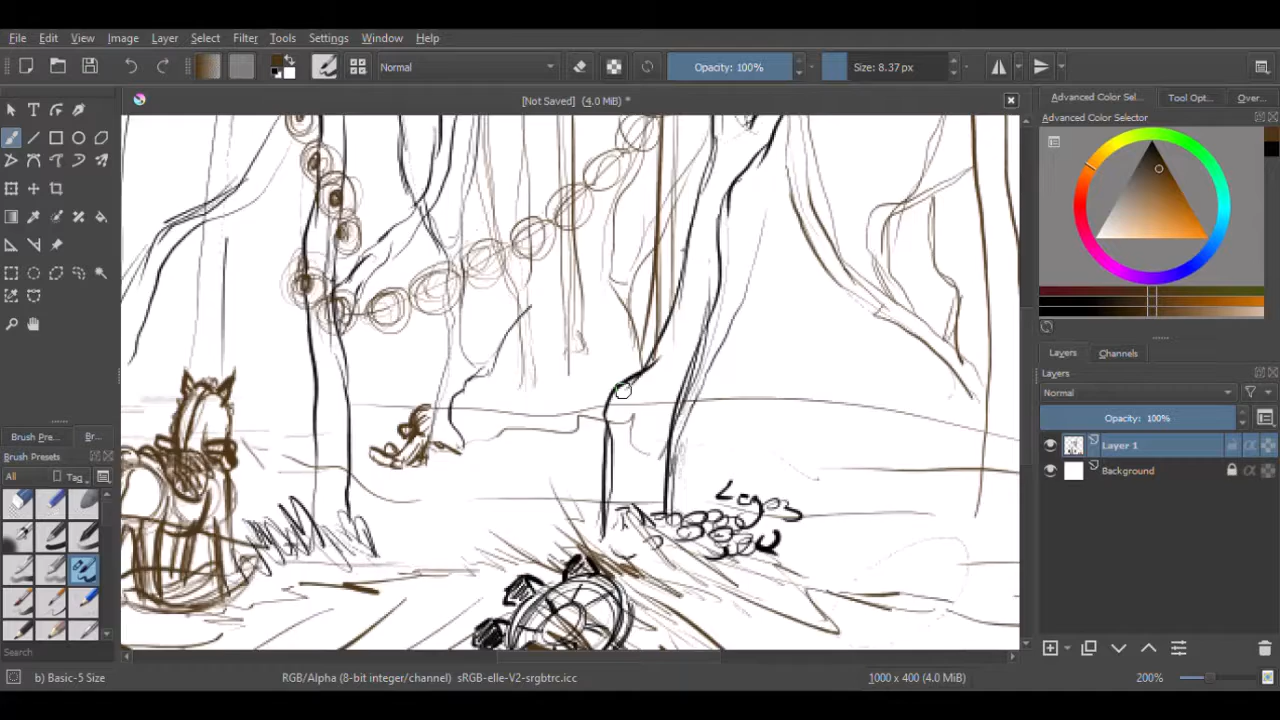 File Edit View Image Layer Select Filter Tools Settings Window Help
Normal Opacity: 100% Size: 8.37 px
[Not Saved] (4.0 MiB) *
Advanced Color Sel... Tool Opt... Over...
Advanced Color Selector
Layers Channels
Layers
Normal
Opacity: 100%
Layer 1
Background
Brush Pre... Br...
Brush Presets
All Tag
Search
b) Basic-5 Size RGB/Alpha (8-bit integer/channel) sRGB-elle-V2-srgbtrc.icc 1000 x 400 (4.0 MiB) 200%